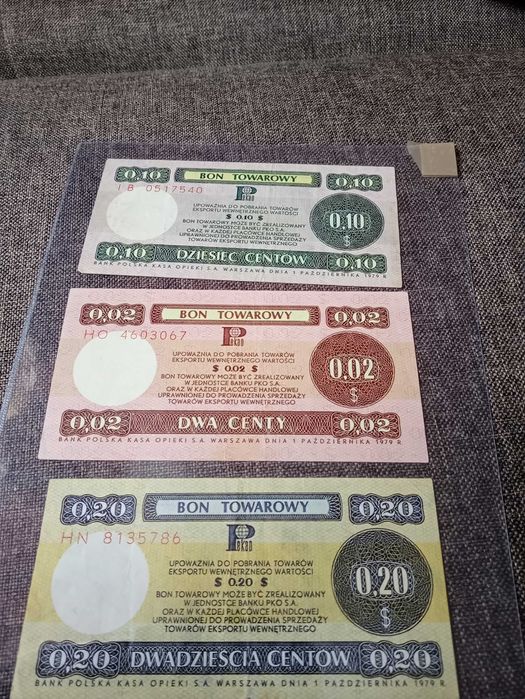 0,10 BON TOWAROWY 0,10
IB 0517540
Pekao
UPOWAŻNIA DO POBRANIA TOWARÓW
EKSPORTU WEWNĘTRZNEGO WARTOŚCI
$ 0.10 $
0,10
$
BON TOWAROWY MOŻE BYĆ ZREALIZOWANY
W JEDNOSTCE BANKU PKO S.A.
ORAZ W KAŻDEJ PLACÓWCE HANDLOWEJ
UPRAWNIONEJ DO PROWADZENIA SPRZEDAŻY
TOWARÓW EKSPORTU WEWNĘTRZNEGO
0,10 DZIESIĘĆ CENTÓW 0,10
BANK POLSKA KASA OPIEKI S.A. WARSZAWA DNIA 1 PAŹDZIERNIKA 1979 R.
0,02 BON TOWAROWY 0,02
HO 4603067
Pekao
UPOWAŻNIA DO POBRANIA TOWARÓW
EKSPORTU WEWNĘTRZNEGO WARTOŚCI
$ 0.02 $
0,02
$
BON TOWAROWY MOŻE BYĆ ZREALIZOWANY
W JEDNOSTCE BANKU PKO S.A.
ORAZ W KAŻDEJ PLACÓWCE HANDLOWEJ
UPRAWNIONEJ DO PROWADZENIA SPRZEDAŻY
TOWARÓW EKSPORTU WEWNĘTRZNEGO
0,02 DWA CENTY 0,02
BANK POLSKA KASA OPIEKI S.A. WARSZAWA DNIA 1 PAŹDZIERNIKA 1979 R.
0,20 BON TOWAROWY 0,20
HN 8135786
Pekao
UPOWAŻNIA DO POBRANIA TOWARÓW
EKSPORTU WEWNĘTRZNEGO WARTOŚCI
$ 0.20 $
0,20
$
BON TOWAROWY MOŻE BYĆ ZREALIZOWANY
W JEDNOSTCE BANKU PKO S.A.
ORAZ W KAŻDEJ PLACÓWCE HANDLOWEJ
UPRAWNIONEJ DO PROWADZENIA SPRZEDAŻY
TOWARÓW EKSPORTU WEWNĘTRZNEGO
0,20 DWADZIEŚCIA CENTÓW 0,20
BANK POLSKA KASA OPIEKI S.A. WARSZAWA DNIA 1 PAŹDZIERNIKA 1979 R.